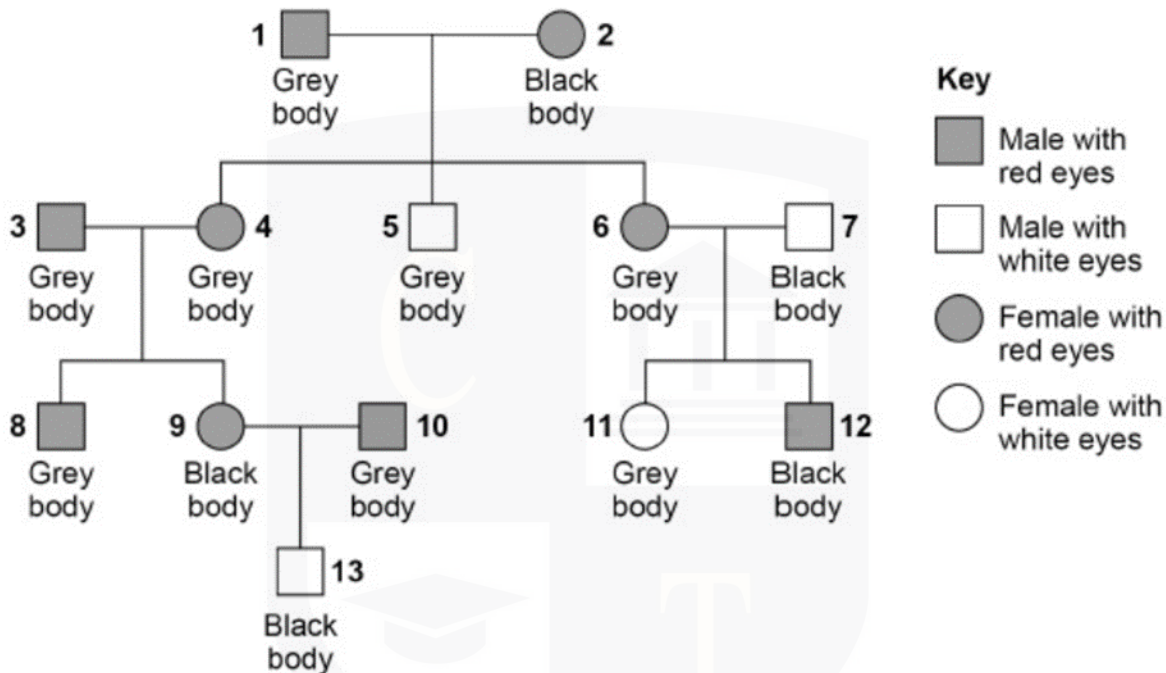 1 2
Grey Black
body body
Key
Male with
red eyes
Male with
white eyes
Female with
red eyes
Female with
white eyes
3 4 5 6 7
Grey Grey Grey Grey Black
body body body body body
8 9 10 11 12
Grey Black Grey Grey Black
body body body body body
13
Black
body
C
T